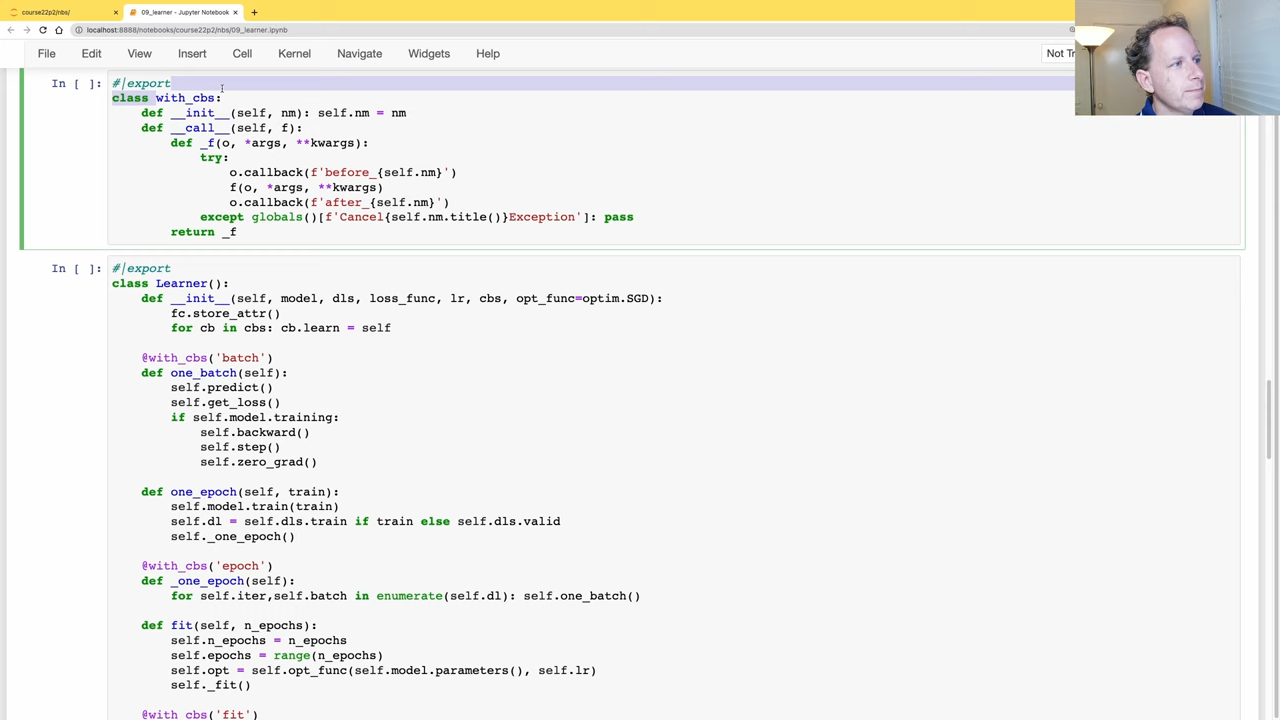 course22p2/nbs/
09_learner - Jupyter Notebook
localhost:8888/notebooks/course22p2/nbs/09_learner.ipynb
File Edit View Insert Cell Kernel Navigate Widgets Help
In [ ]:
#|export
class with_cbs:
    def __init__(self, nm): self.nm = nm
    def __call__(self, f):
        def _f(o, *args, **kwargs):
            try:
                o.callback(f'before_{self.nm}')
                f(o, *args, **kwargs)
                o.callback(f'after_{self.nm}')
            except globals()[f'Cancel{self.nm.title()}Exception']: pass
        return _f
In [ ]:
#|export
class Learner():
    def __init__(self, model, dls, loss_func, lr, cbs, opt_func=optim.SGD):
        fc.store_attr()
        for cb in cbs: cb.learn = self
    @with_cbs('batch')
    def one_batch(self):
        self.predict()
        self.get_loss()
        if self.model.training:
            self.backward()
            self.step()
            self.zero_grad()
    def one_epoch(self, train):
        self.model.train(train)
        self.dl = self.dls.train if train else self.dls.valid
        self._one_epoch()
    @with_cbs('epoch')
    def _one_epoch(self):
        for self.iter,self.batch in enumerate(self.dl): self.one_batch()
    def fit(self, n_epochs):
        self.n_epochs = n_epochs
        self.epochs = range(n_epochs)
        self.opt = self.opt_func(self.model.parameters(), self.lr)
        self._fit()
    @with_cbs('fit')